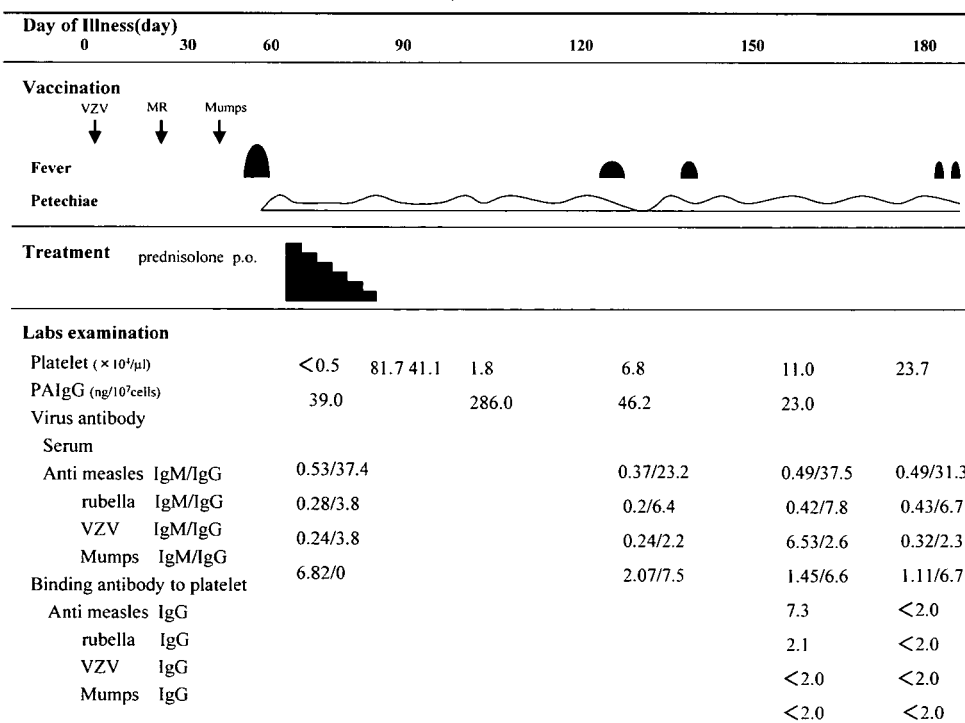 Day of Illness(day)
0 30 60 90 120 150 180
Vaccination
VZV MR Mumps
Fever
Petechiae
Treatment prednisolone p.o.
Labs examination
Platelet (×10⁴/μl) <0.5 81.7 41.1 1.8 6.8 11.0 23.7
PAIgG (ng/10⁷cells) 39.0 286.0 46.2 23.0
Virus antibody
Serum
Anti measles IgM/IgG 0.53/37.4 0.37/23.2 0.49/37.5 0.49/31.3
rubella IgM/IgG 0.28/3.8 0.2/6.4 0.42/7.8 0.43/6.7
VZV IgM/IgG 0.24/3.8 0.24/2.2 6.53/2.6 0.32/2.3
Mumps IgM/IgG 6.82/0 2.07/7.5 1.45/6.6 1.11/6.7
Binding antibody to platelet
Anti measles IgG 7.3 <2.0
rubella IgG 2.1 <2.0
VZV IgG <2.0 <2.0
Mumps IgG <2.0 <2.0